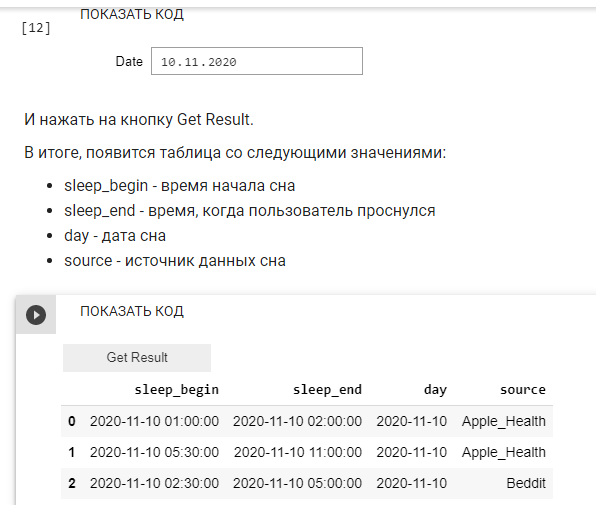 ПОКАЗАТЬ КОД
[12]
Date 10.11.2020
И нажать на кнопку Get Result.
В итоге, появится таблица со следующими значениями:
• sleep_begin - время начала сна
• sleep_end - время, когда пользователь проснулся
• day - дата сна
• source - источник данных сна
ПОКАЗАТЬ КОД
Get Result
sleep_begin sleep_end day source
0 2020-11-10 01:00:00 2020-11-10 02:00:00 2020-11-10 Apple_Health
1 2020-11-10 05:30:00 2020-11-10 11:00:00 2020-11-10 Apple_Health
2 2020-11-10 02:30:00 2020-11-10 05:00:00 2020-11-10 Beddit